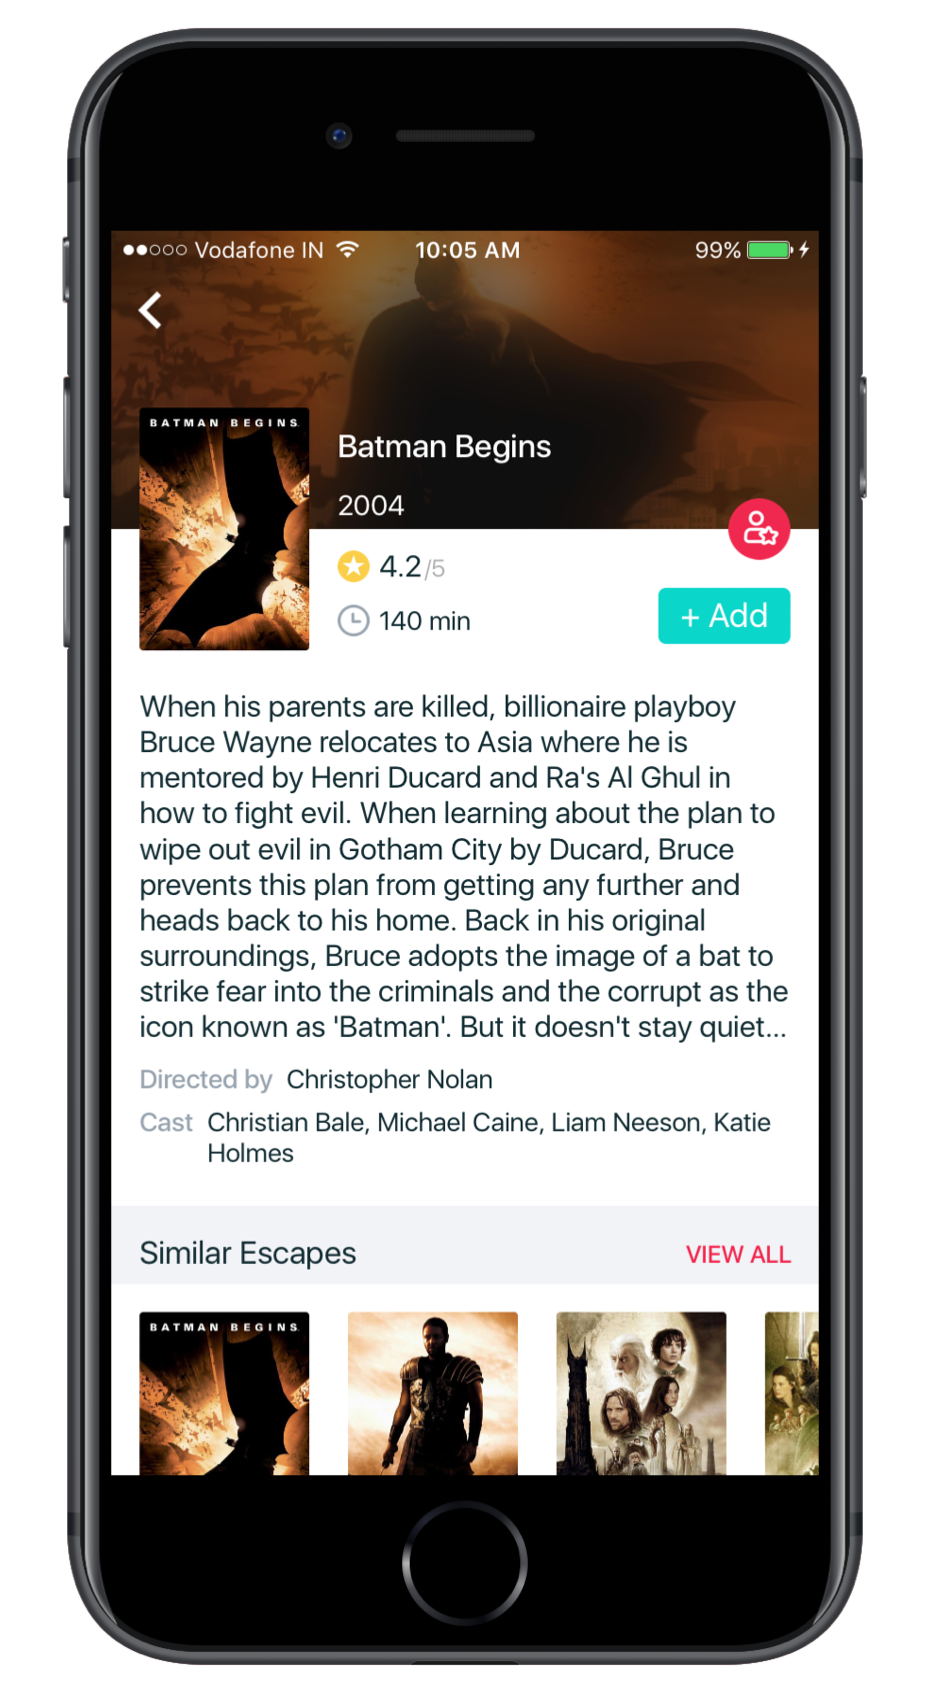 Vodafone IN 10:05 AM 99%
BATMAN BEGINS
Batman Begins
2004
4.2/5
140 min
+ Add
When his parents are killed, billionaire playboy
Bruce Wayne relocates to Asia where he is
mentored by Henri Ducard and Ra's Al Ghul in
how to fight evil. When learning about the plan to
wipe out evil in Gotham City by Ducard, Bruce
prevents this plan from getting any further and
heads back to his home. Back in his original
surroundings, Bruce adopts the image of a bat to
strike fear into the criminals and the corrupt as the
icon known as 'Batman'. But it doesn't stay quiet...
Directed by Christopher Nolan
Cast Christian Bale, Michael Caine, Liam Neeson, Katie
Holmes
Similar Escapes VIEW ALL
BATMAN BEGINS